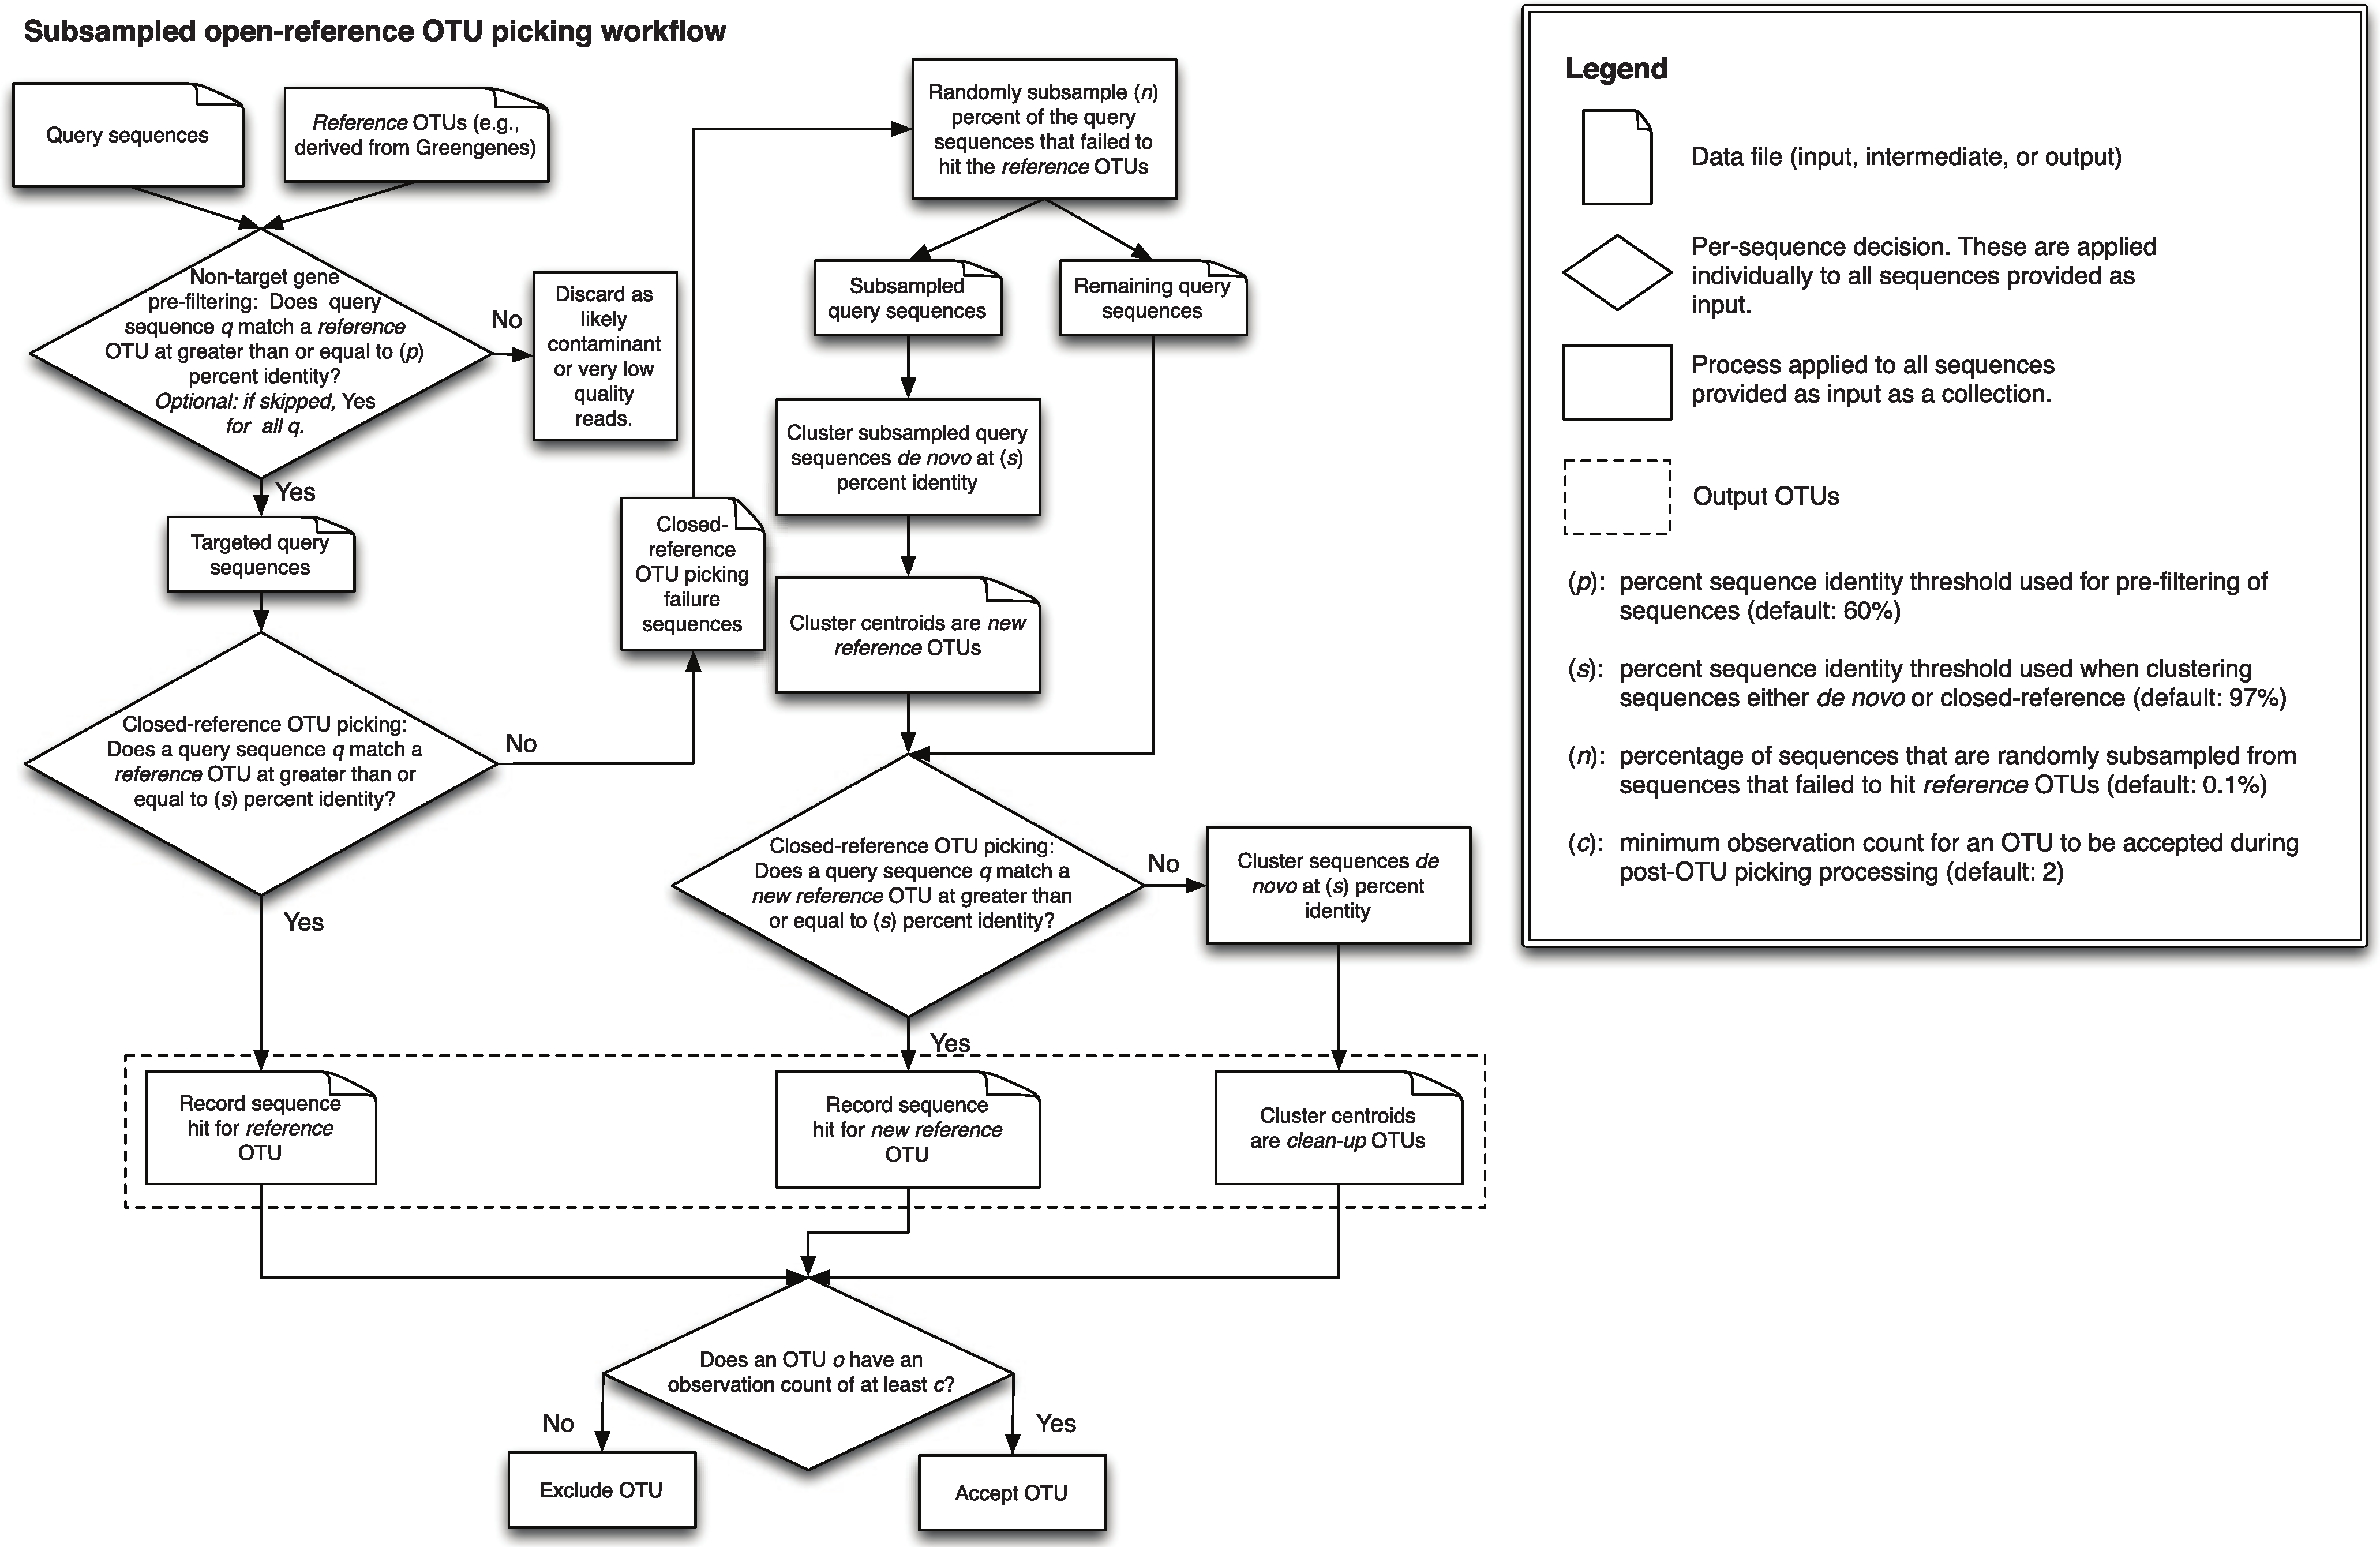 Subsampled open-reference OTU picking workflow
Query sequences
Reference OTUs (e.g.,
derived from Greengenes)
Non-target gene
pre-filtering: Does query
sequence q match a reference
OTU at greater than or equal to (p)
percent identity?
Optional: if skipped, Yes
for all q.
No
Discard as
likely
contaminant
or very low
quality
reads.
Yes
Targeted query
sequences
Closed-reference OTU picking:
Does a query sequence q match a
reference OTU at greater than or
equal to (s) percent identity?
No
Yes
Closed-
reference
OTU picking
failure
sequences
Randomly subsample (n)
percent of the query
sequences that failed to
hit the reference OTUs
Subsampled
query sequences
Remaining query
sequences
Cluster subsampled query
sequences de novo at (s)
percent identity
Cluster centroids are new
reference OTUs
Closed-reference OTU picking:
Does a query sequence q match a
new reference OTU at greater than
or equal to (s) percent identity?
No
Cluster sequences de
novo at (s) percent
identity
Yes
Record sequence
hit for reference
OTU
Record sequence
hit for new reference
OTU
Cluster centroids
are clean-up OTUs
Does an OTU o have an
observation count of at least c?
No
Yes
Exclude OTU
Accept OTU
Legend
Data file (input, intermediate, or output)
Per-sequence decision. These are applied
individually to all sequences provided as
input.
Process applied to all sequences
provided as input as a collection.
Output OTUs
(p): percent sequence identity threshold used for pre-filtering of
sequences (default: 60%)
(s): percent sequence identity threshold used when clustering
sequences either de novo or closed-reference (default: 97%)
(n): percentage of sequences that are randomly subsampled from
sequences that failed to hit reference OTUs (default: 0.1%)
(c): minimum observation count for an OTU to be accepted during
post-OTU picking processing (default: 2)